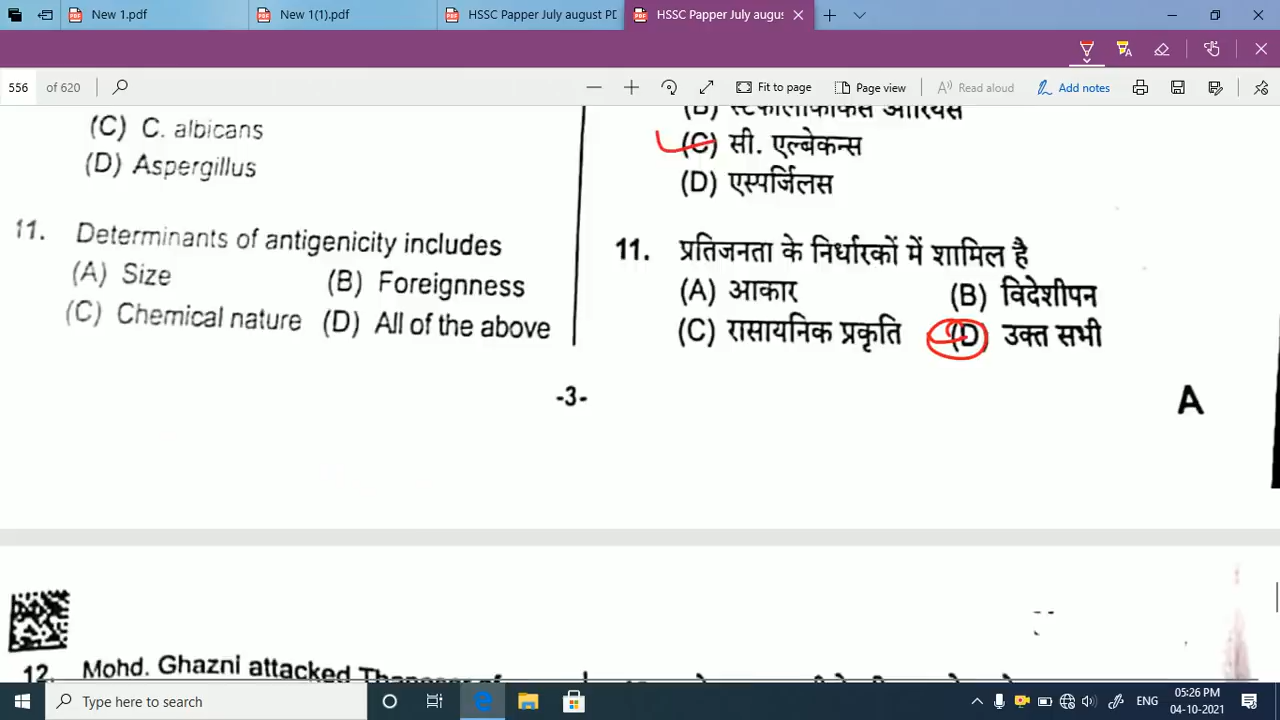 New 1.pdf
New 1(1).pdf
HSSC Papper July august PD
HSSC Papper July augus
556 of 620
Fit to page
Page view
Read aloud
Add notes
(C) C. albicans
(D) Aspergillus
11. Determinants of antigenicity includes
(A) Size (B) Foreignness
(C) Chemical nature (D) All of the above
(C) सी. एल्बेकन्स
(D) एस्पर्जिलस
11. प्रतिजनता के निर्धारकों में शामिल है
(A) आकार (B) विदेशीपन
(C) रासायनिक प्रकृति (D) उक्त सभी
-3-
A
12. Mohd. Ghazni attacked Thanesar of
Type here to search
ENG
05:26 PM
04-10-2021